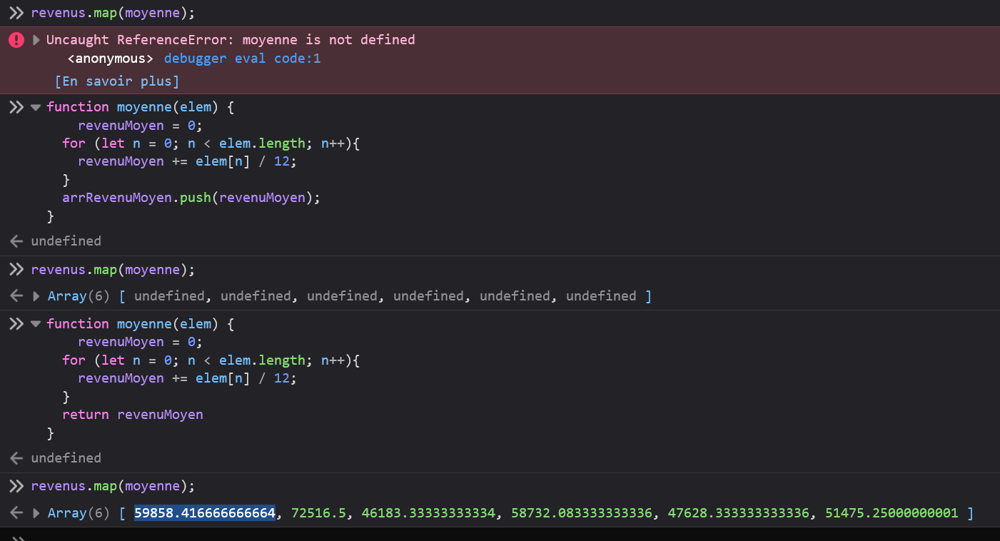 revenus.map(moyenne);
Uncaught ReferenceError: moyenne is not defined
<anonymous> debugger eval code:1
[En savoir plus]
function moyenne(elem) {
revenuMoyen = 0;
for (let n = 0; n < elem.length; n++){
revenuMoyen += elem[n] / 12;
}
arrRevenuMoyen.push(revenuMoyen);
}
undefined
revenus.map(moyenne);
Array(6) [ undefined, undefined, undefined, undefined, undefined, undefined ]
function moyenne(elem) {
revenuMoyen = 0;
for (let n = 0; n < elem.length; n++){
revenuMoyen += elem[n] / 12;
}
return revenuMoyen
}
undefined
revenus.map(moyenne);
Array(6) [ 59858.416666666664, 72516.5, 46183.33333333334, 58732.083333333336, 47628.333333333336, 51475.25000000001 ]